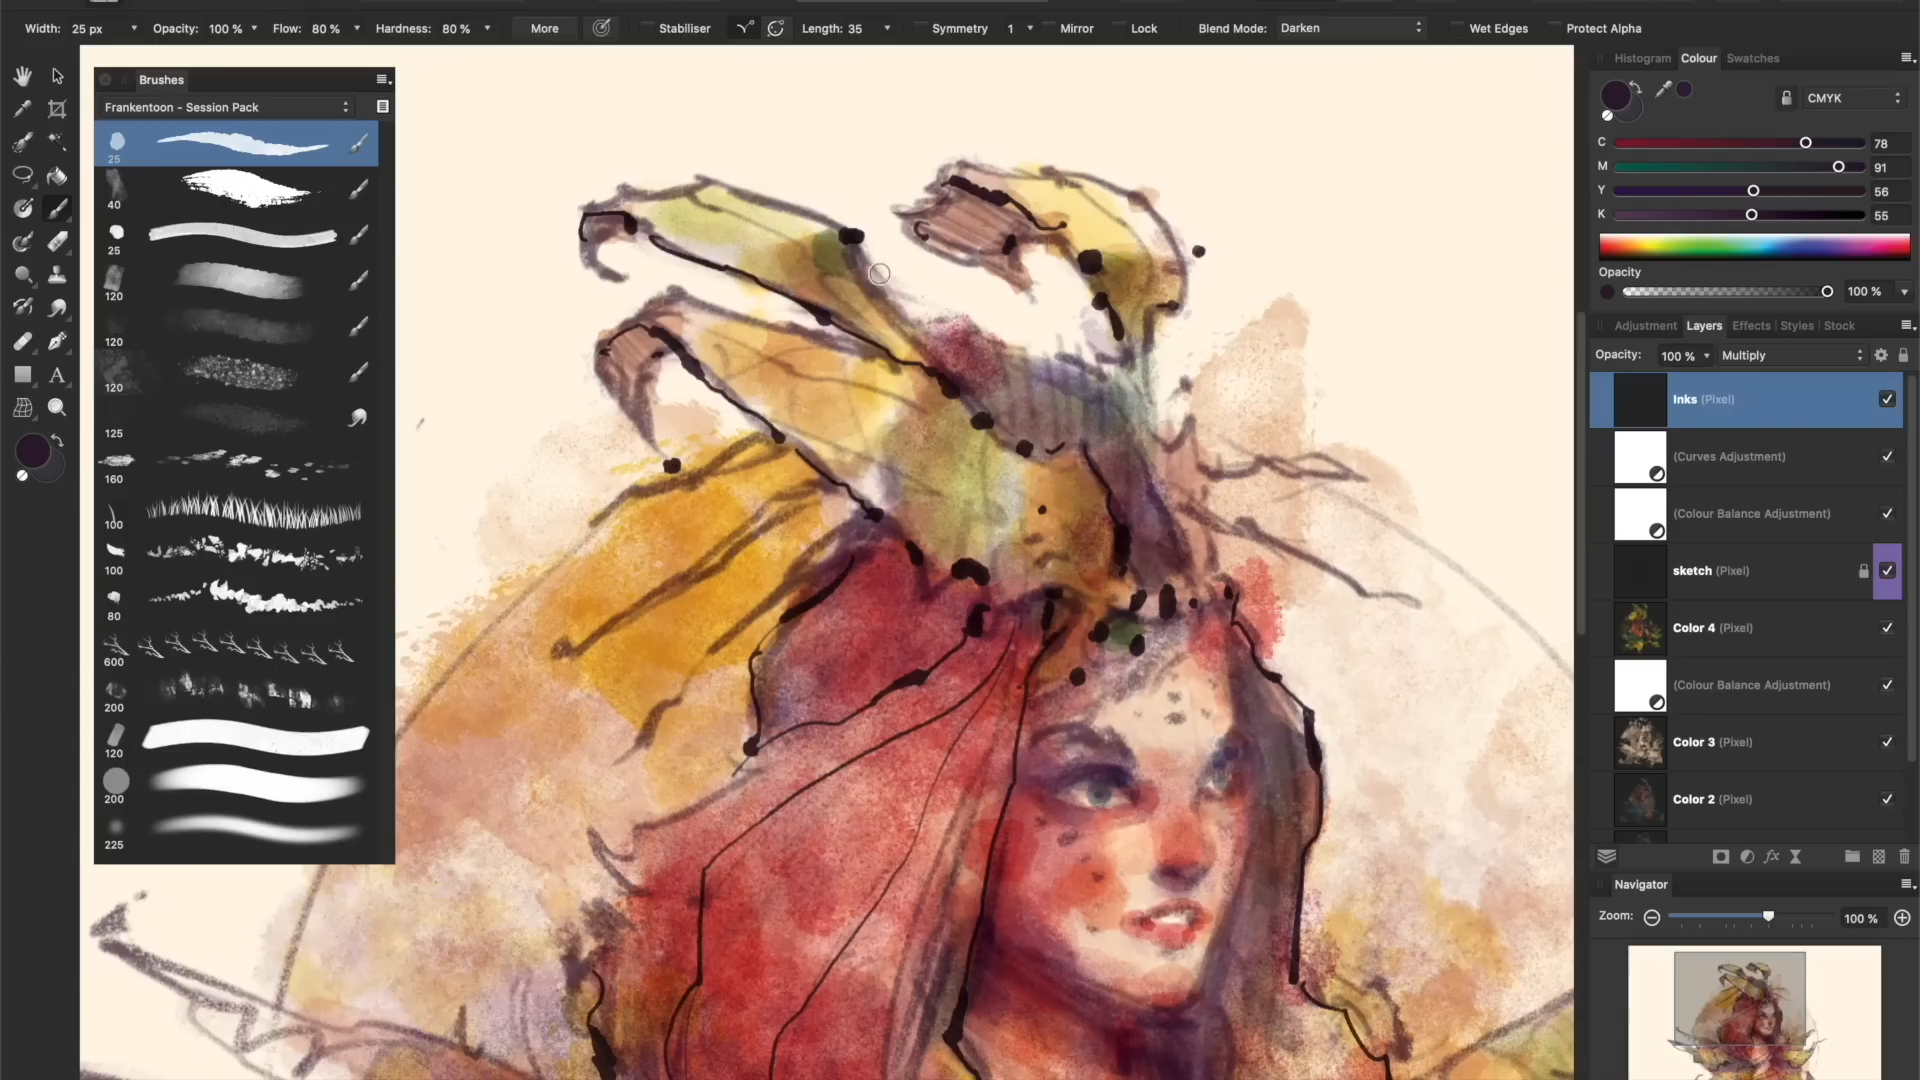 Width: 25 px Opacity: 100 % Flow: 80 % Hardness: 80 % More Stabiliser Length: 35 Symmetry 1 Mirror Lock Blend Mode: Darken Wet Edges Protect Alpha
Brushes
Frankentoon - Session Pack
25
40
25
120
120
120
125
160
100
100
80
600
200
120
200
225
A
Histogram Colour Swatches
CMYK
C 78
M 91
Y 56
K 55
Opacity
100 %
Adjustment Layers Effects Styles Stock
Opacity: 100 % Multiply
Inks (Pixel)
(Curves Adjustment)
(Colour Balance Adjustment)
sketch (Pixel)
Color 4 (Pixel)
(Colour Balance Adjustment)
Color 3 (Pixel)
Color 2 (Pixel)
fx
Navigator
Zoom: 100 %